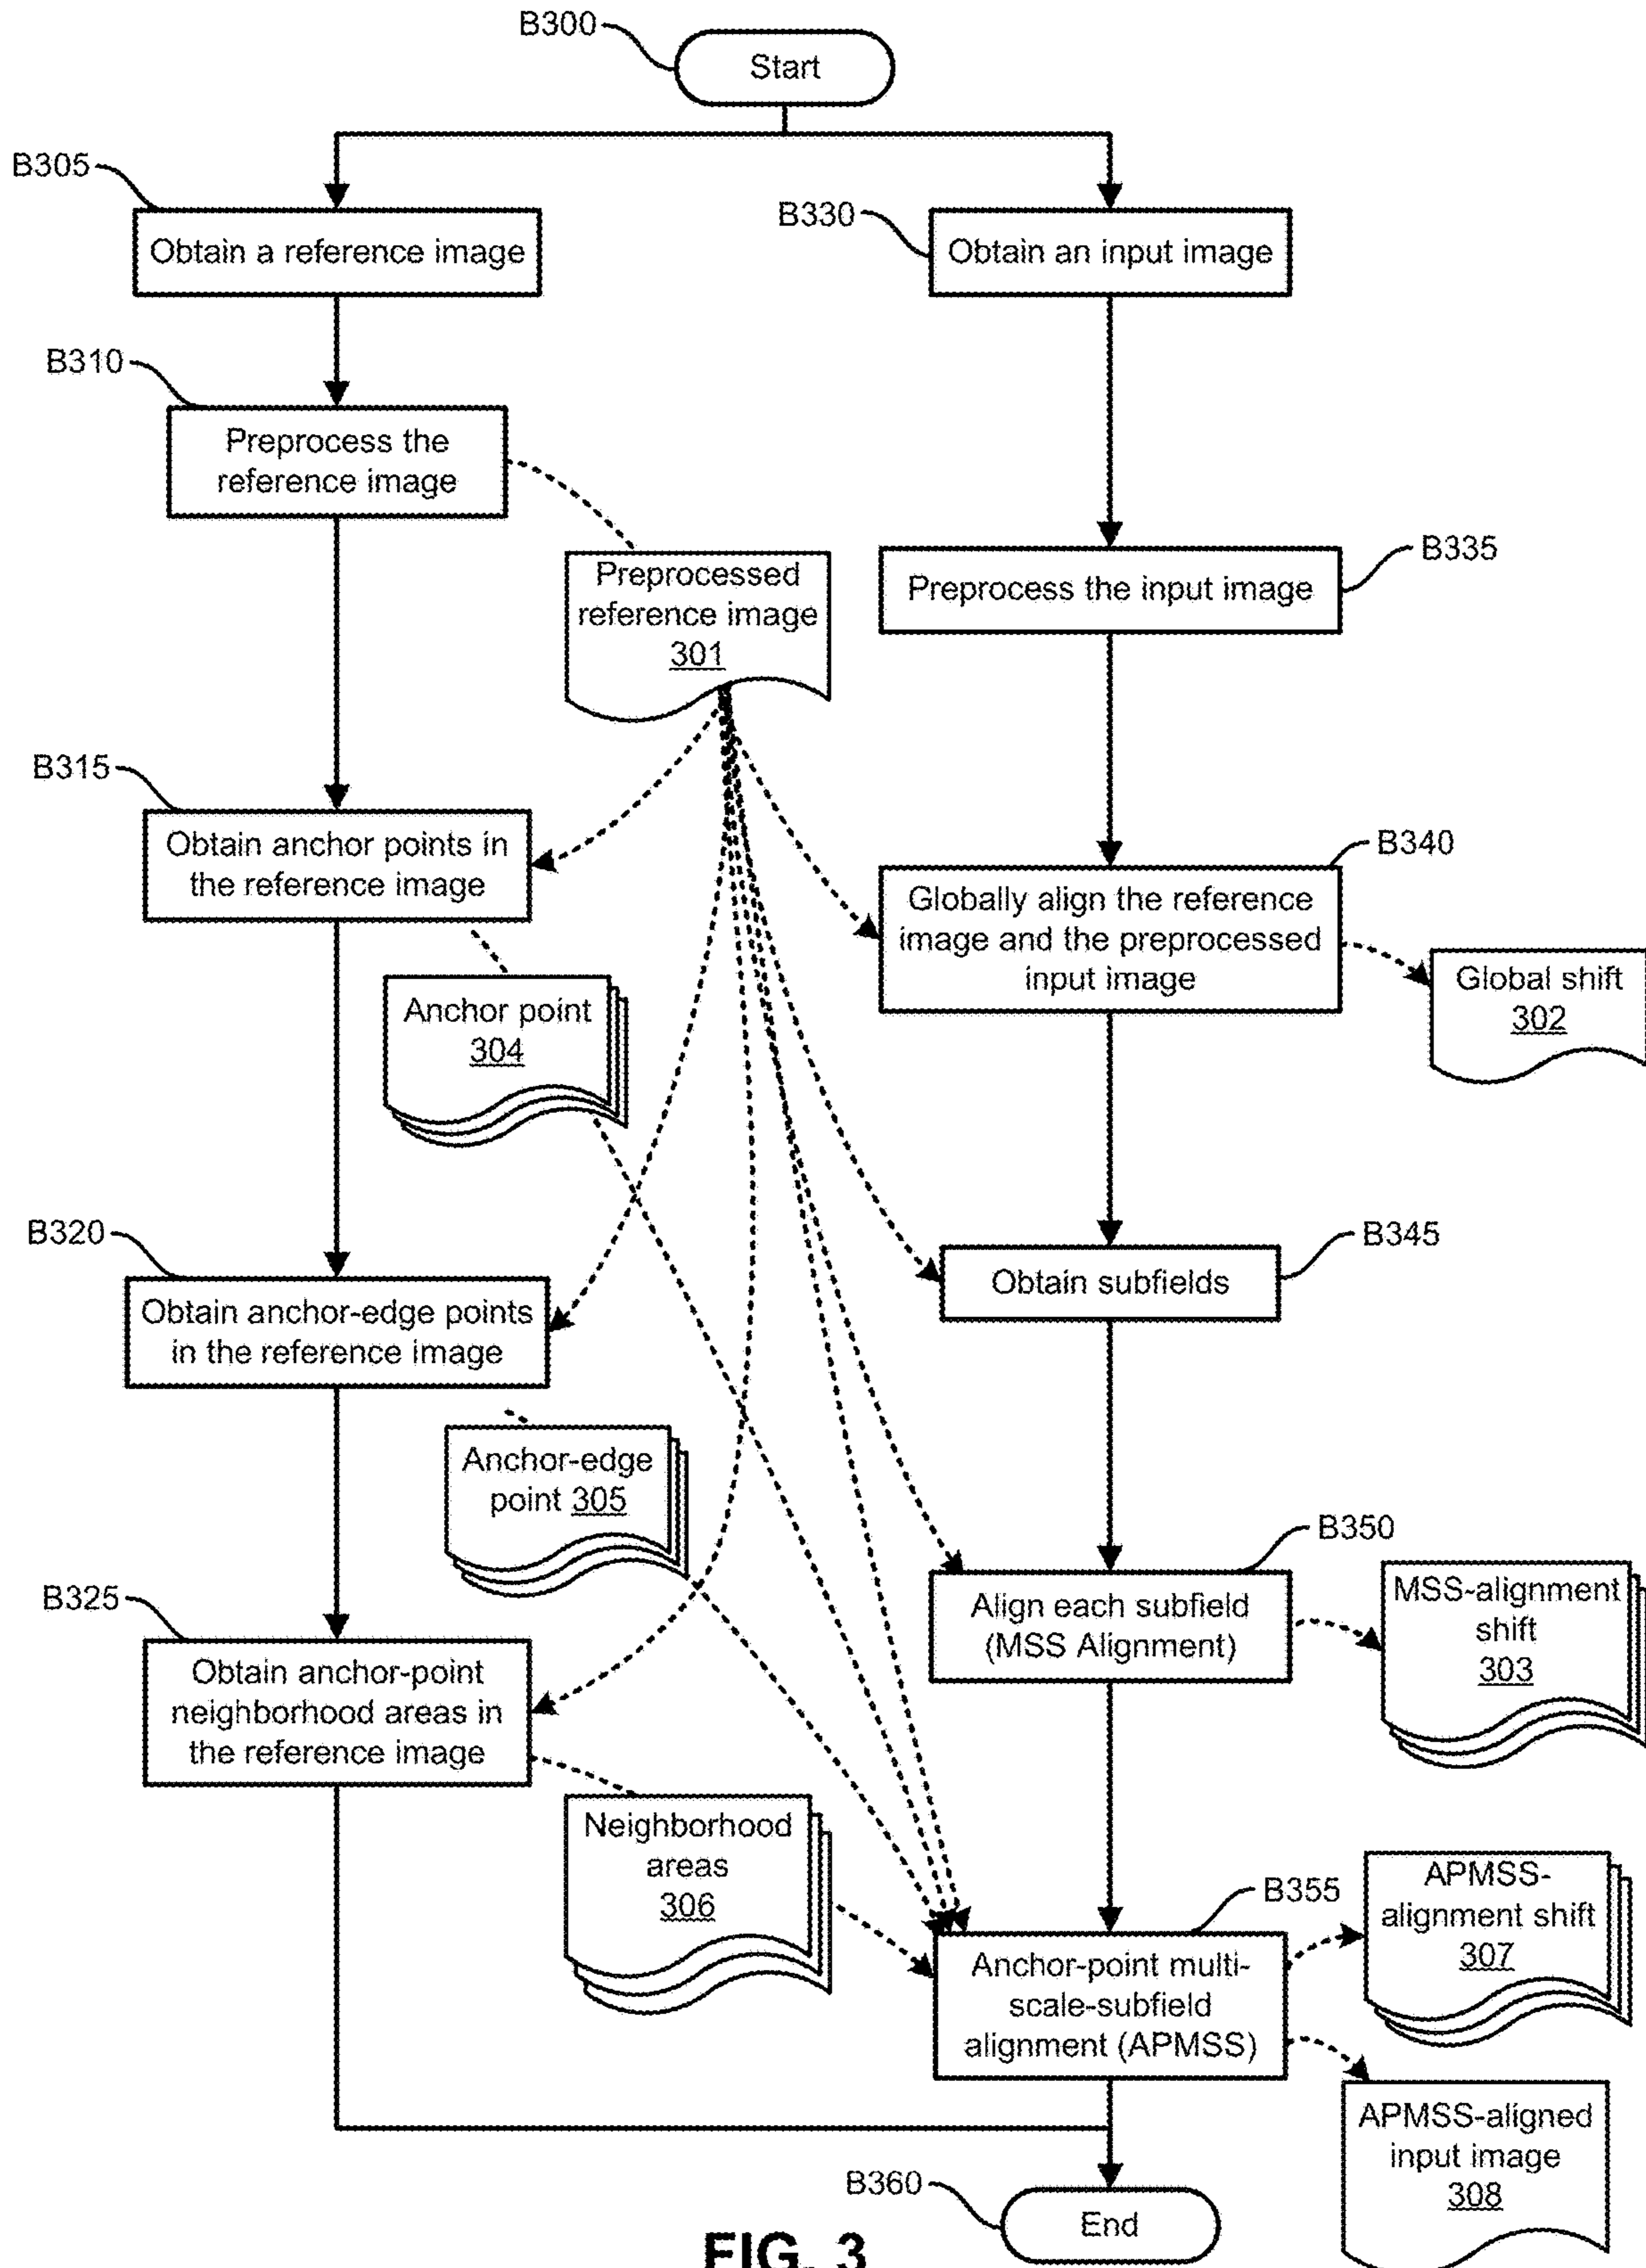 B300
Start
B305
Obtain a reference image
B330
Obtain an input image
B310
Preprocess the
reference image
Preprocessed
reference image
301
B335
Preprocess the input image
B315
Obtain anchor points in
the reference image
B340
Globally align the reference
image and the preprocessed
input image
Global shift
302
Anchor point
304
B320
Obtain anchor-edge points
in the reference image
B345
Obtain subfields
Anchor-edge
point 305
B350
Align each subfield
(MSS Alignment)
MSS-alignment
shift
303
B325
Obtain anchor-point
neighborhood areas in
the reference image
Neighborhood
areas
306
B355
Anchor-point multi-
scale-subfield
alignment (APMSS)
APMSS-
alignment shift
307
APMSS-aligned
input image
308
B360
End
FIG. 3